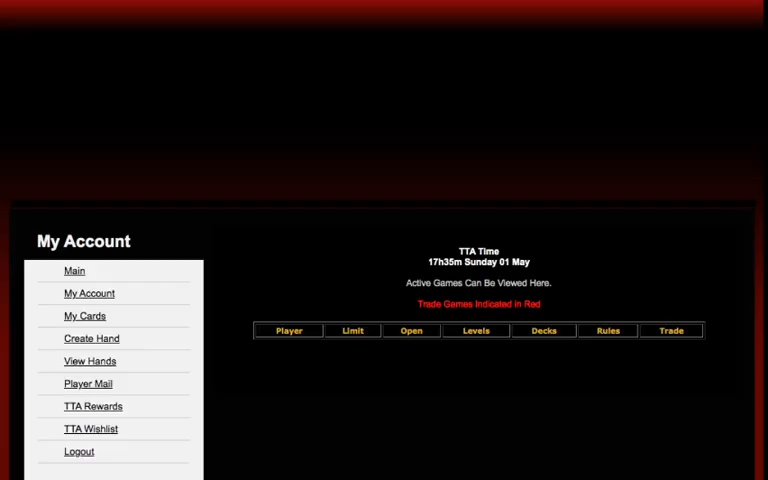 My Account
Main
My Account
My Cards
Create Hand
View Hands
Player Mail
TTA Rewards
TTA Wishlist
Logout
TTA Time
17h35m Sunday 01 May
Active Games Can Be Viewed Here.
Trade Games Indicated in Red
Player Limit Open Levels Decks Rules Trade